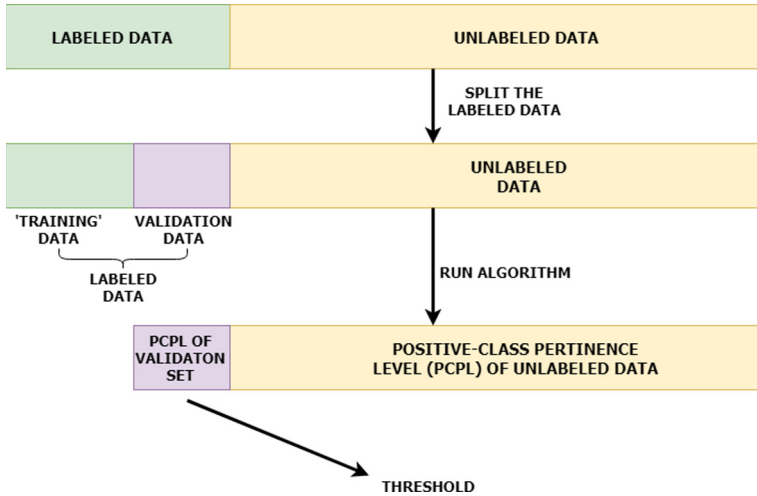 LABELED DATA
UNLABELED DATA
SPLIT THE
LABELED DATA
UNLABELED
DATA
'TRAINING'
DATA
VALIDATION
DATA
LABELED
DATA
RUN ALGORITHM
PCPL OF
VALIDATON
SET
POSITIVE-CLASS PERTINENCE
LEVEL (PCPL) OF UNLABELED DATA
THRESHOLD